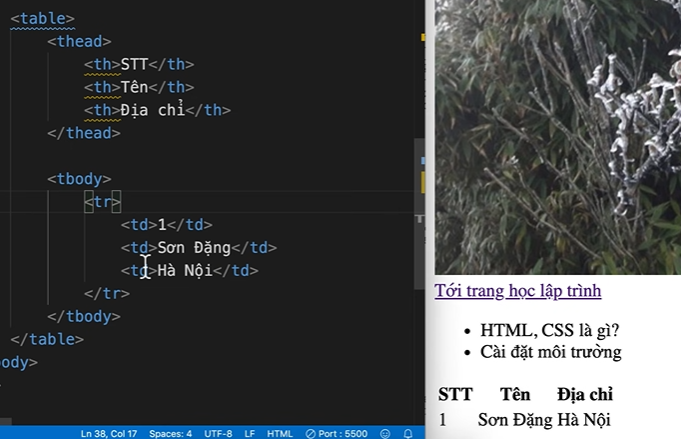 <table>
<thead>
<th>STT</th>
<th>Tên</th>
<th>Địa chỉ</th>
</thead>
<tbody>
<tr>
<td>1</td>
<td>Sơn Đặng</td>
<td>Hà Nội</td>
</tr>
</tbody>
</table>
ody>
Ln 38, Col 17 Spaces: 4 UTF-8 LF HTML Port : 5500
Tới trang học lập trình
HTML, CSS là gì?
Cài đặt môi trường
STT Tên Địa chỉ
1 Sơn Đặng Hà Nội